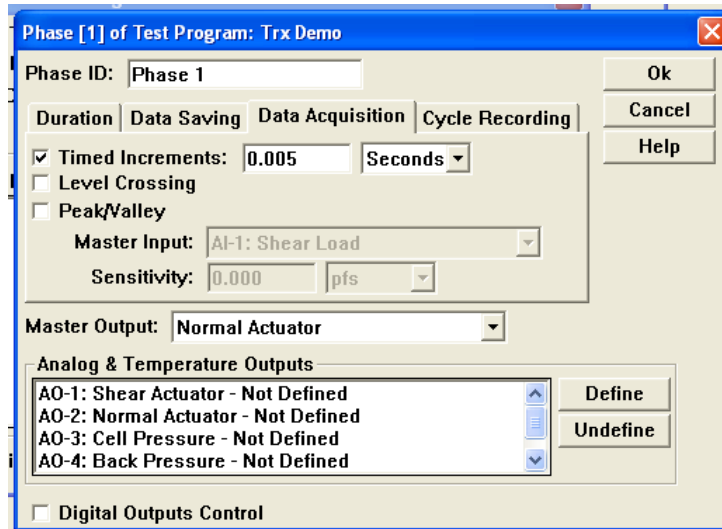 Phase [1] of Test Program: Trx Demo
Phase ID: Phase 1
Ok
Cancel
Help
Duration Data Saving Data Acquisition Cycle Recording
Timed Increments: 0.005 Seconds
Level Crossing
Peak/Valley
Master Input: AI-1: Shear Load
Sensitivity: 0.000 pfs
Master Output: Normal Actuator
Analog & Temperature Outputs
AO-1: Shear Actuator - Not Defined
AO-2: Normal Actuator - Not Defined
AO-3: Cell Pressure - Not Defined
AO-4: Back Pressure - Not Defined
Define
Undefine
Digital Outputs Control